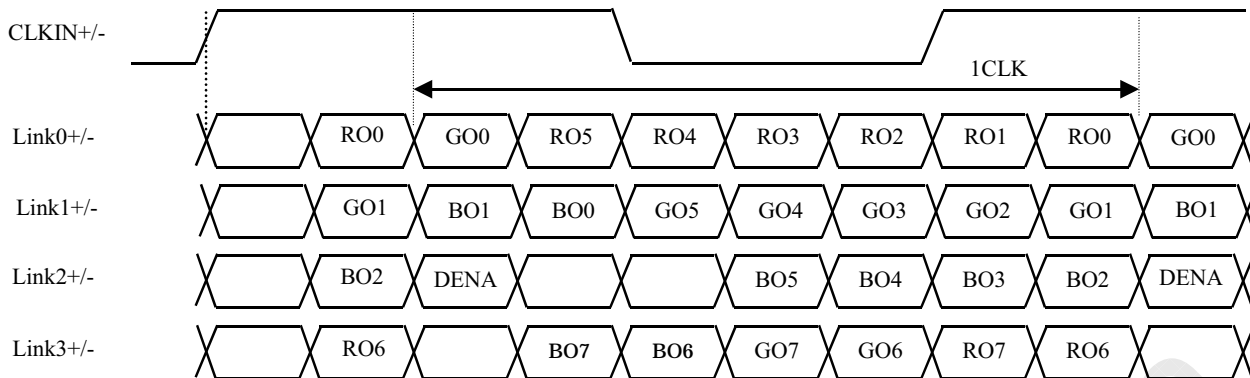 CLKIN+/-
1CLK
Link0+/- RO0 GO0 RO5 RO4 RO3 RO2 RO1 RO0 GO0
Link1+/- GO1 BO1 BO0 GO5 GO4 GO3 GO2 GO1 BO1
Link2+/- BO2 DENA BO5 BO4 BO3 BO2 DENA
Link3+/- RO6 BO7 BO6 GO7 GO6 RO7 RO6